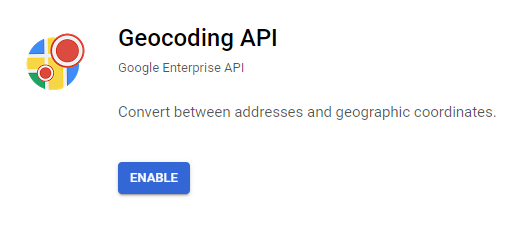 Geocoding API
Google Enterprise API
Convert between addresses and geographic coordinates.
ENABLE